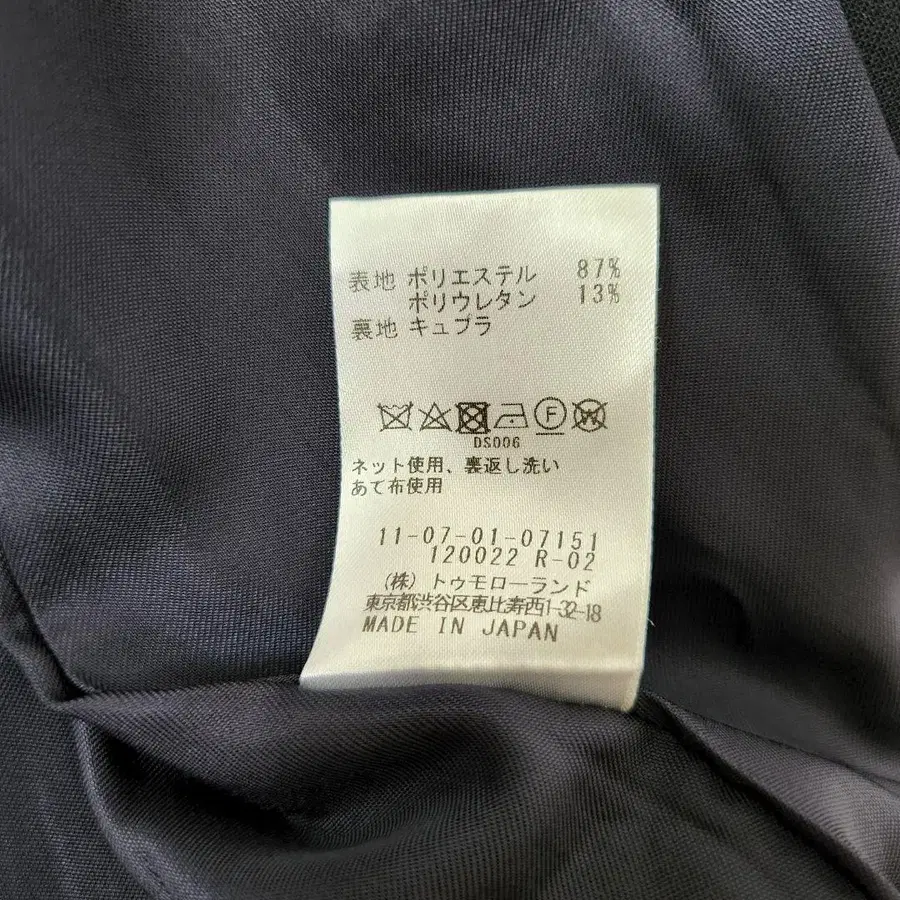 表地 ポリエステル 87%
ポリウレタン 13%
裏地 キュプラ
F W
DS006
ネット使用、裏返し洗い
あて布使用
11-07-01-07151
120022 R-02
(株) トゥモローランド
東京都渋谷区恵比寿西1-32-18
MADE IN JAPAN